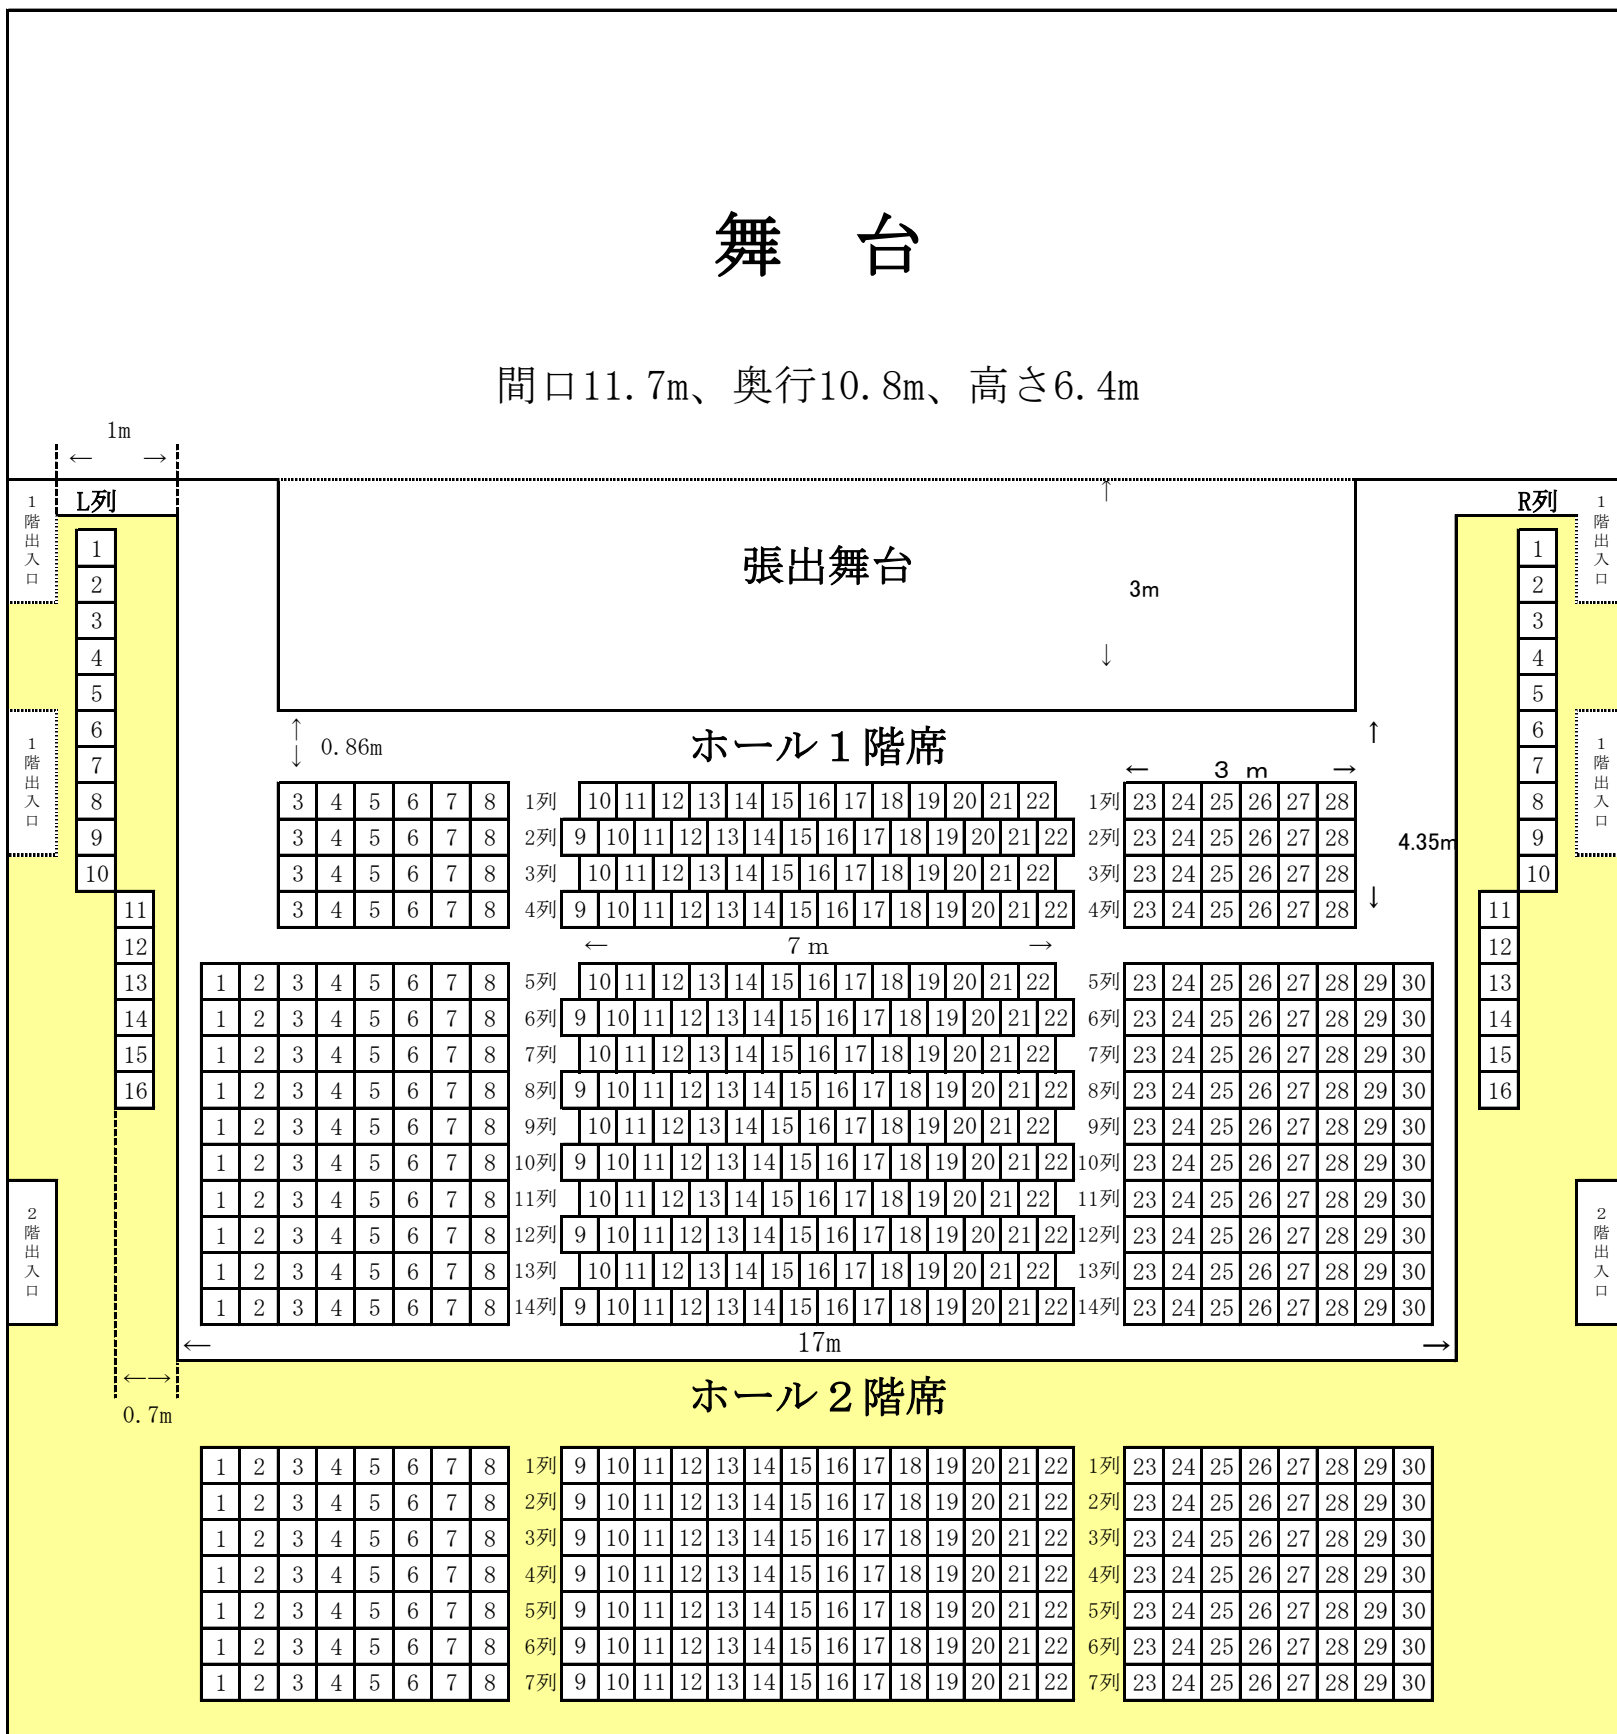 舞　台
間口11.7m、奥行10.8m、高さ6.4m
1m
← →
L列
R列
1階出入口
1階出入口
張出舞台
↑
3m
↓
1
2
3
4
5
6
7
8
9
10
11
12
13
14
15
16
1
2
3
4
5
6
7
8
9
10
11
12
13
14
15
16
1階出入口
1階出入口
↑
↓
0.86m
ホール１階席
← 3 m →
↑
4.35m
↓
3 4 5 6 7 8 1列 10 11 12 13 14 15 16 17 18 19 20 21 22 1列 23 24 25 26 27 28
3 4 5 6 7 8 2列 9 10 11 12 13 14 15 16 17 18 19 20 21 22 2列 23 24 25 26 27 28
3 4 5 6 7 8 3列 10 11 12 13 14 15 16 17 18 19 20 21 22 3列 23 24 25 26 27 28
3 4 5 6 7 8 4列 9 10 11 12 13 14 15 16 17 18 19 20 21 22 4列 23 24 25 26 27 28
← 7 m →
1 2 3 4 5 6 7 8 5列 10 11 12 13 14 15 16 17 18 19 20 21 22 5列 23 24 25 26 27 28 29 30
1 2 3 4 5 6 7 8 6列 9 10 11 12 13 14 15 16 17 18 19 20 21 22 6列 23 24 25 26 27 28 29 30
1 2 3 4 5 6 7 8 7列 10 11 12 13 14 15 16 17 18 19 20 21 22 7列 23 24 25 26 27 28 29 30
1 2 3 4 5 6 7 8 8列 9 10 11 12 13 14 15 16 17 18 19 20 21 22 8列 23 24 25 26 27 28 29 30
1 2 3 4 5 6 7 8 9列 10 11 12 13 14 15 16 17 18 19 20 21 22 9列 23 24 25 26 27 28 29 30
1 2 3 4 5 6 7 8 10列 9 10 11 12 13 14 15 16 17 18 19 20 21 22 10列 23 24 25 26 27 28 29 30
1 2 3 4 5 6 7 8 11列 10 11 12 13 14 15 16 17 18 19 20 21 22 11列 23 24 25 26 27 28 29 30
1 2 3 4 5 6 7 8 12列 9 10 11 12 13 14 15 16 17 18 19 20 21 22 12列 23 24 25 26 27 28 29 30
1 2 3 4 5 6 7 8 13列 10 11 12 13 14 15 16 17 18 19 20 21 22 13列 23 24 25 26 27 28 29 30
1 2 3 4 5 6 7 8 14列 9 10 11 12 13 14 15 16 17 18 19 20 21 22 14列 23 24 25 26 27 28 29 30
2階出入口
2階出入口
← 17m →
←→
0.7m
ホール２階席
1 2 3 4 5 6 7 8 1列 9 10 11 12 13 14 15 16 17 18 19 20 21 22 1列 23 24 25 26 27 28 29 30
1 2 3 4 5 6 7 8 2列 9 10 11 12 13 14 15 16 17 18 19 20 21 22 2列 23 24 25 26 27 28 29 30
1 2 3 4 5 6 7 8 3列 9 10 11 12 13 14 15 16 17 18 19 20 21 22 3列 23 24 25 26 27 28 29 30
1 2 3 4 5 6 7 8 4列 9 10 11 12 13 14 15 16 17 18 19 20 21 22 4列 23 24 25 26 27 28 29 30
1 2 3 4 5 6 7 8 5列 9 10 11 12 13 14 15 16 17 18 19 20 21 22 5列 23 24 25 26 27 28 29 30
1 2 3 4 5 6 7 8 6列 9 10 11 12 13 14 15 16 17 18 19 20 21 22 6列 23 24 25 26 27 28 29 30
1 2 3 4 5 6 7 8 7列 9 10 11 12 13 14 15 16 17 18 19 20 21 22 7列 23 24 25 26 27 28 29 30